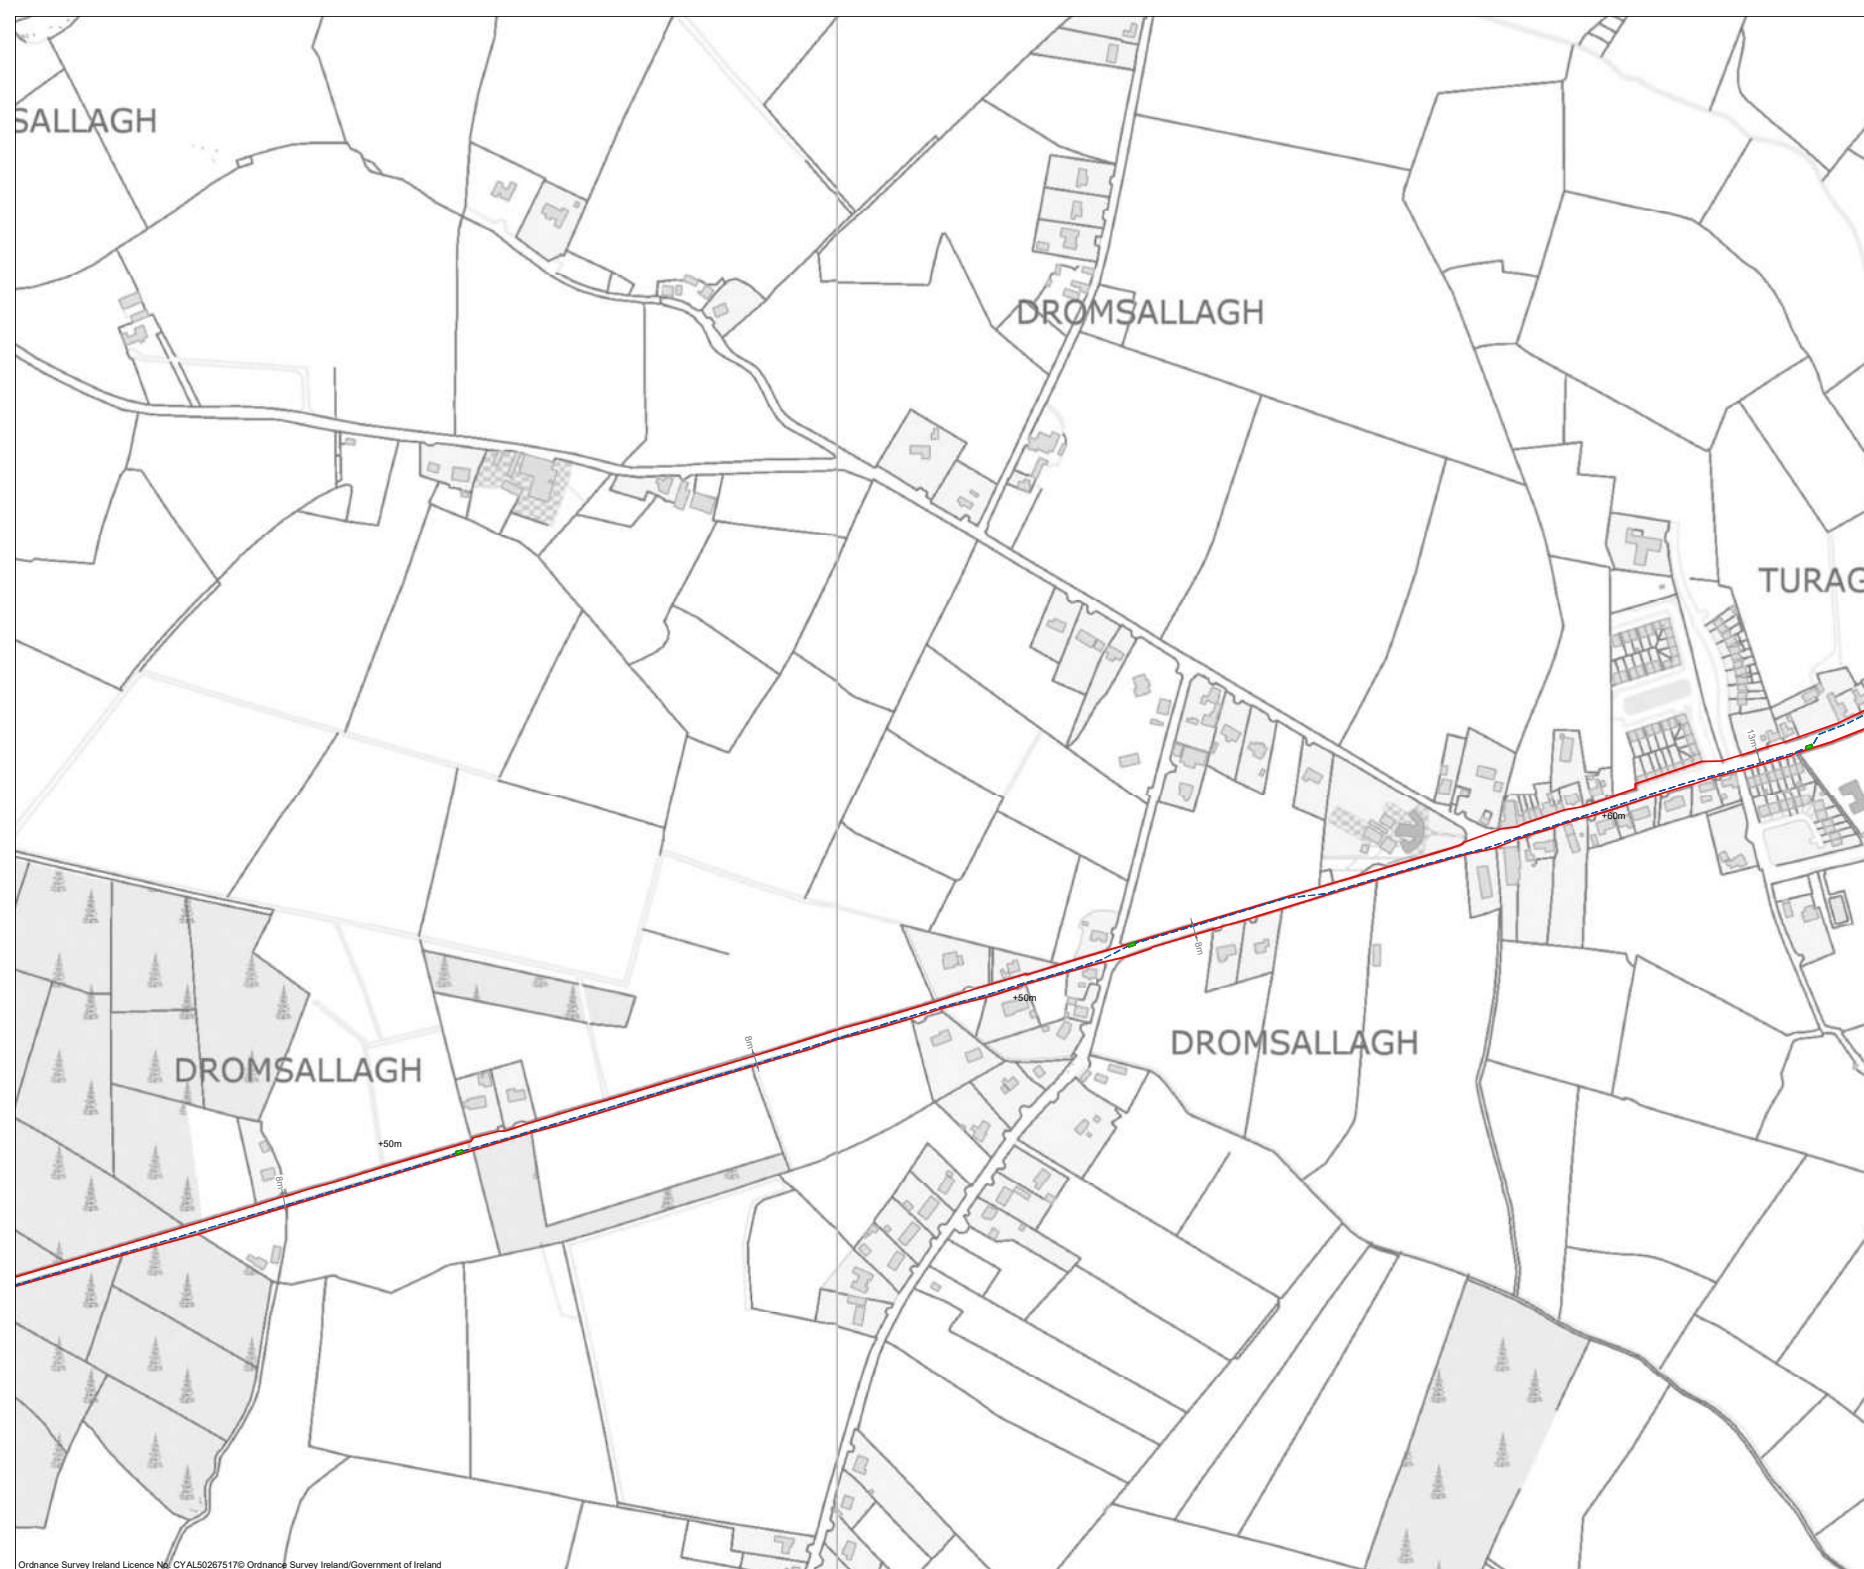 SALLAGH
DROMSALLAGH
TURAG
13m
+60m
8m
+50m
8m
DROMSALLAGH
DROMSALLAGH
+50m
8m
Ordnance Survey Ireland Licence No. CYAL50267517© Ordnance Survey Ireland/Government of Ireland